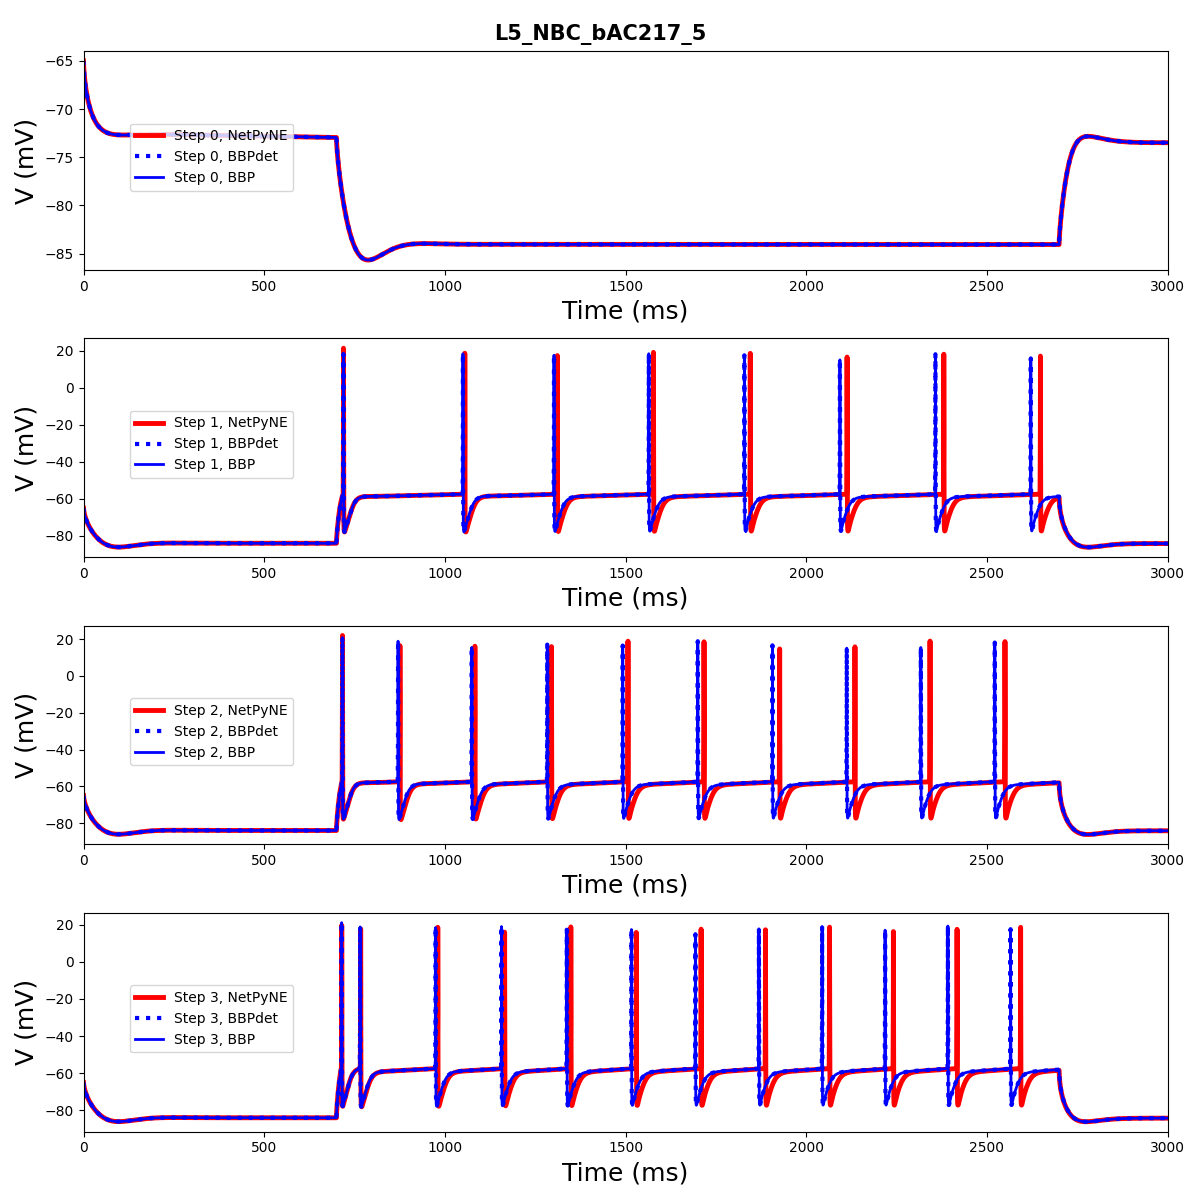 L5_NBC_bAC217_5
−65
−70
−75
−80
−85
V (mV)
Step 0, NetPyNE
Step 0, BBPdet
Step 0, BBP
0 500 1000 1500 2000 2500 3000
Time (ms)
20
0
−20
−40
−60
−80
V (mV)
Step 1, NetPyNE
Step 1, BBPdet
Step 1, BBP
0 500 1000 1500 2000 2500 3000
Time (ms)
20
0
−20
−40
−60
−80
V (mV)
Step 2, NetPyNE
Step 2, BBPdet
Step 2, BBP
0 500 1000 1500 2000 2500 3000
Time (ms)
20
0
−20
−40
−60
−80
V (mV)
Step 3, NetPyNE
Step 3, BBPdet
Step 3, BBP
0 500 1000 1500 2000 2500 3000
Time (ms)